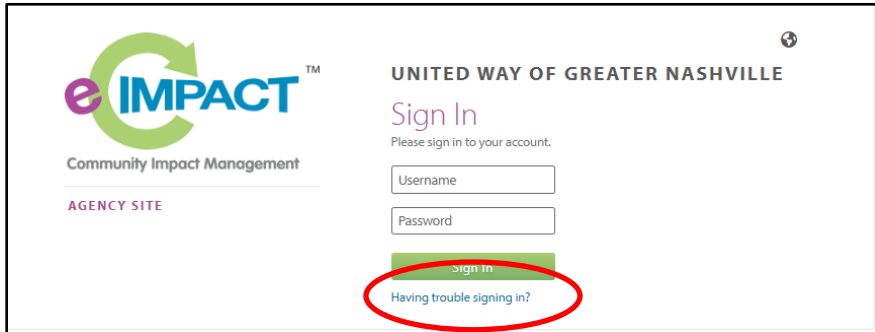 e IMPACT™
Community Impact Management
AGENCY SITE
UNITED WAY OF GREATER NASHVILLE
Sign In
Please sign in to your account.
Username
Password
Sign In
Having trouble signing in?